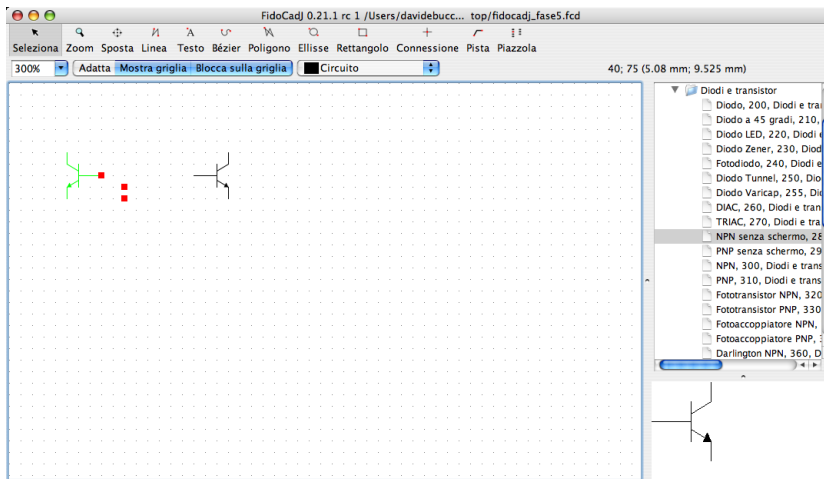 FidoCadJ 0.21.1 rc 1 /Users/davidebucc... top/fidocadj_fase5.fcd
Seleziona Zoom Sposta Linea Testo Bézier Poligono Ellisse Rettangolo Connessione Pista Piazzola
300% Adatta Mostra griglia Blocca sulla griglia Circuito 40; 75 (5.08 mm; 9.525 mm)
Diodi e transistor
Diodo, 200, Diodi e tra
Diodo a 45 gradi, 210,
Diodo LED, 220, Diodi
Diodo Zener, 230, Diod
Fotodiodo, 240, Diodi e
Diodo Tunnel, 250, Dio
Diodo Varicap, 255, Di
DIAC, 260, Diodi e tran
TRIAC, 270, Diodi e tra
NPN senza schermo, 28
PNP senza schermo, 29
NPN, 300, Diodi e trans
PNP, 310, Diodi e trans
Fototransistor NPN, 320
Fototransistor PNP, 330
Fotoaccoppiatore NPN,
Fotoaccoppiatore PNP,
Darlington NPN, 360, D